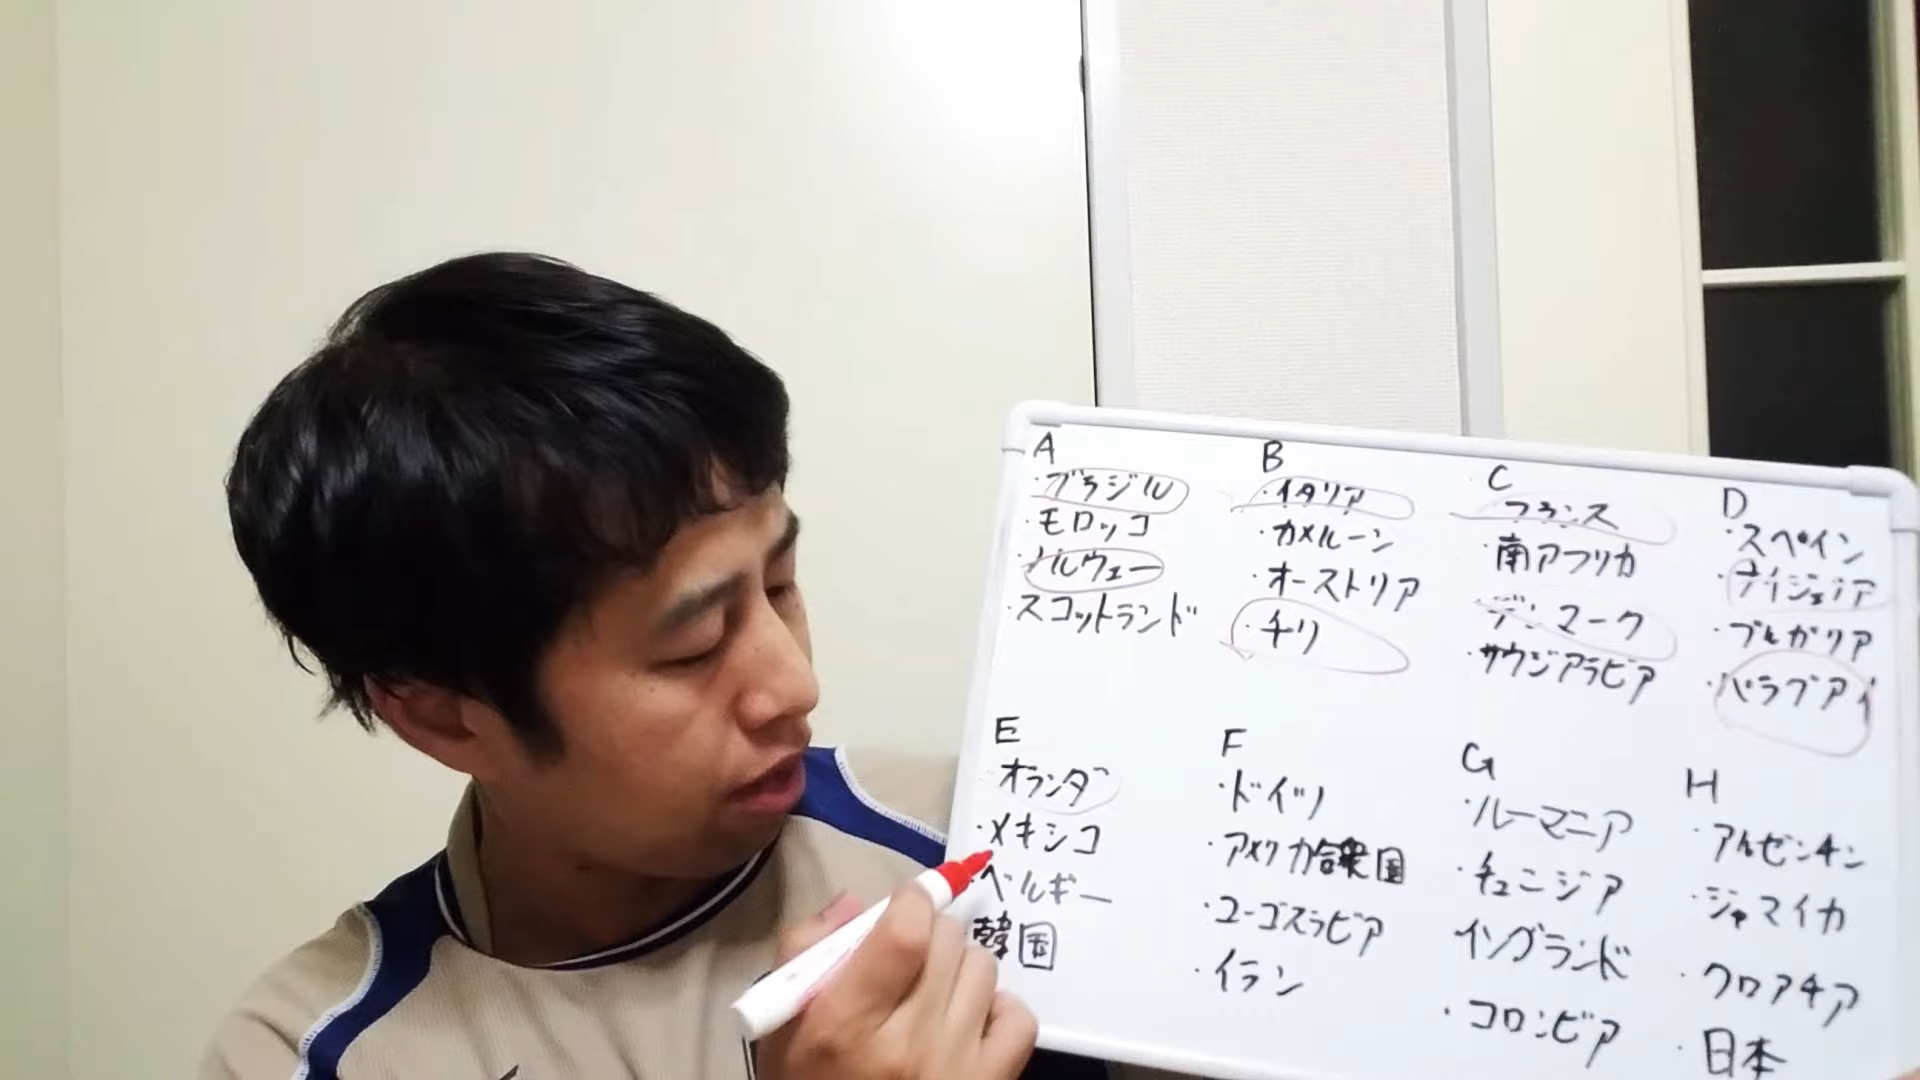 A
・ブラジル
・モロッコ
・ノルウェー
・スコットランド
B
・イタリア
・カメルーン
・オーストリア
・チリ
C
・フランス
・南アフリカ
・デンマーク
・サウジアラビア
D
・スペイン
・ナイジェリア
・ブルガリア
・パラグアイ
E
・オランダ
・メキシコ
・ベルギー
韓国
F
・ドイツ
・アメリカ合衆国
・ユーゴスラビア
・イラン
G
・ルーマニア
・チュニジア
イングランド
・コロンビア
H
・アルゼンチン
・ジャマイカ
・クロアチア
・日本